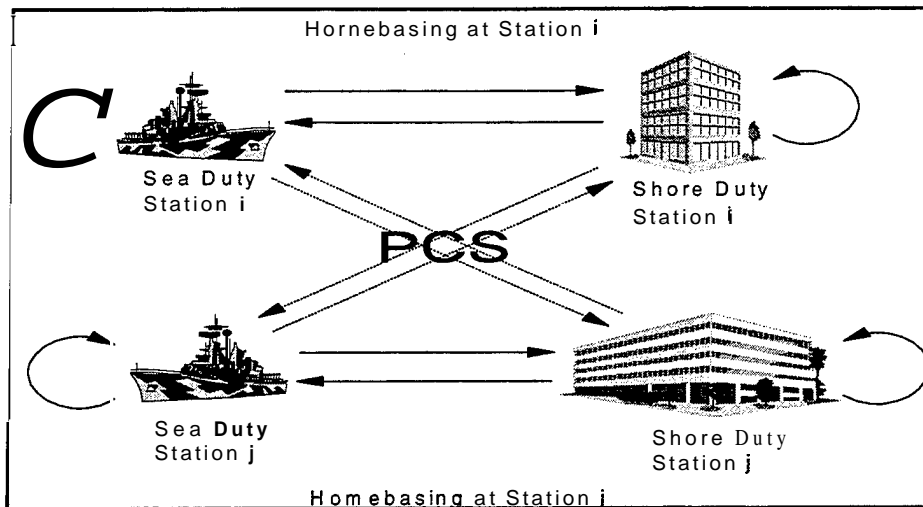 Hornebasing at Station i
C
Sea Duty
Station i
Shore Duty
Station i
PCS
Sea Duty
Station j
Shore Duty
Station j
Homebasing at Station j